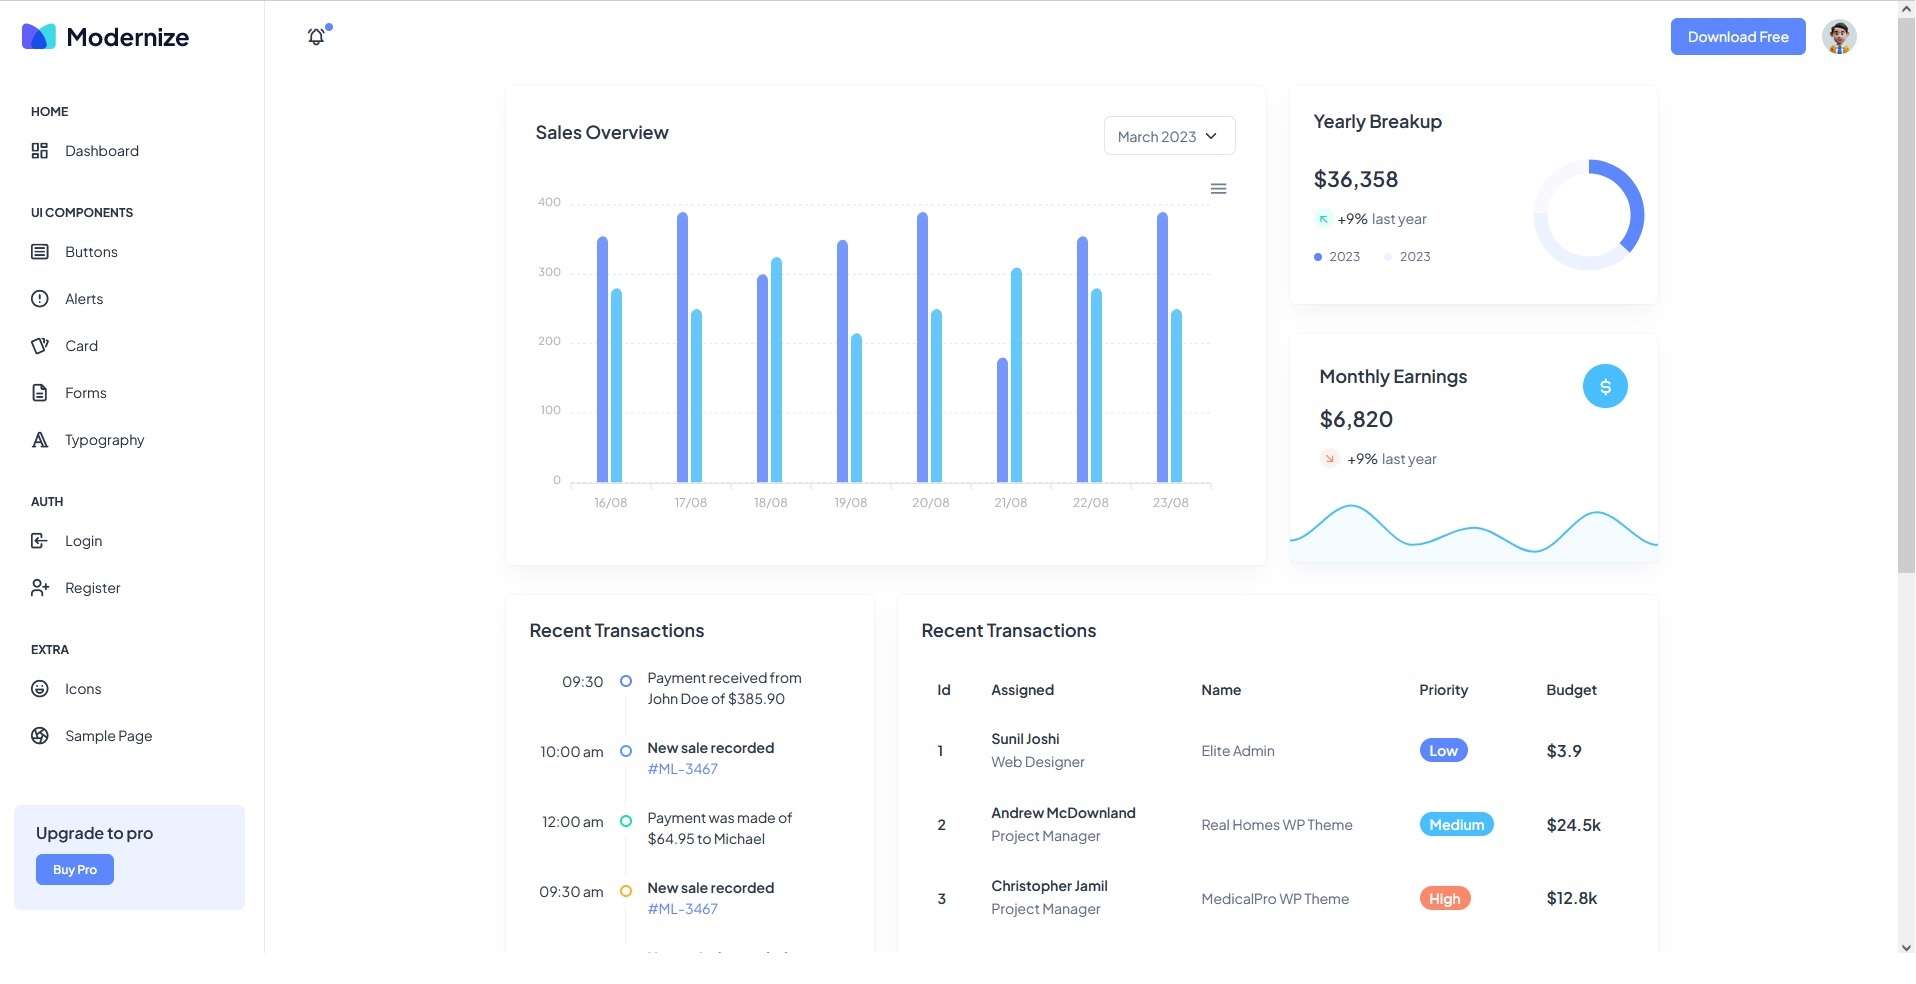 Modernize
Download Free
HOME
Dashboard
UI COMPONENTS
Buttons
Alerts
Card
Forms
Typography
AUTH
Login
Register
EXTRA
Icons
Sample Page
Upgrade to pro
Buy Pro
Sales Overview
March 2023
400
300
200
100
0
16/08 17/08 18/08 19/08 20/08 21/08 22/08 23/08
Yearly Breakup
$36,358
+9% last year
2023 2023
Monthly Earnings
$
$6,820
+9% last year
Recent Transactions
09:30 Payment received from
John Doe of $385.90
10:00 am New sale recorded
#ML-3467
12:00 am Payment was made of
$64.95 to Michael
09:30 am New sale recorded
#ML-3467
Recent Transactions
Id Assigned Name Priority Budget
1 Sunil Joshi
Web Designer
Elite Admin Low $3.9
2 Andrew McDownland
Project Manager
Real Homes WP Theme Medium $24.5k
3 Christopher Jamil
Project Manager
MedicalPro WP Theme High $12.8k